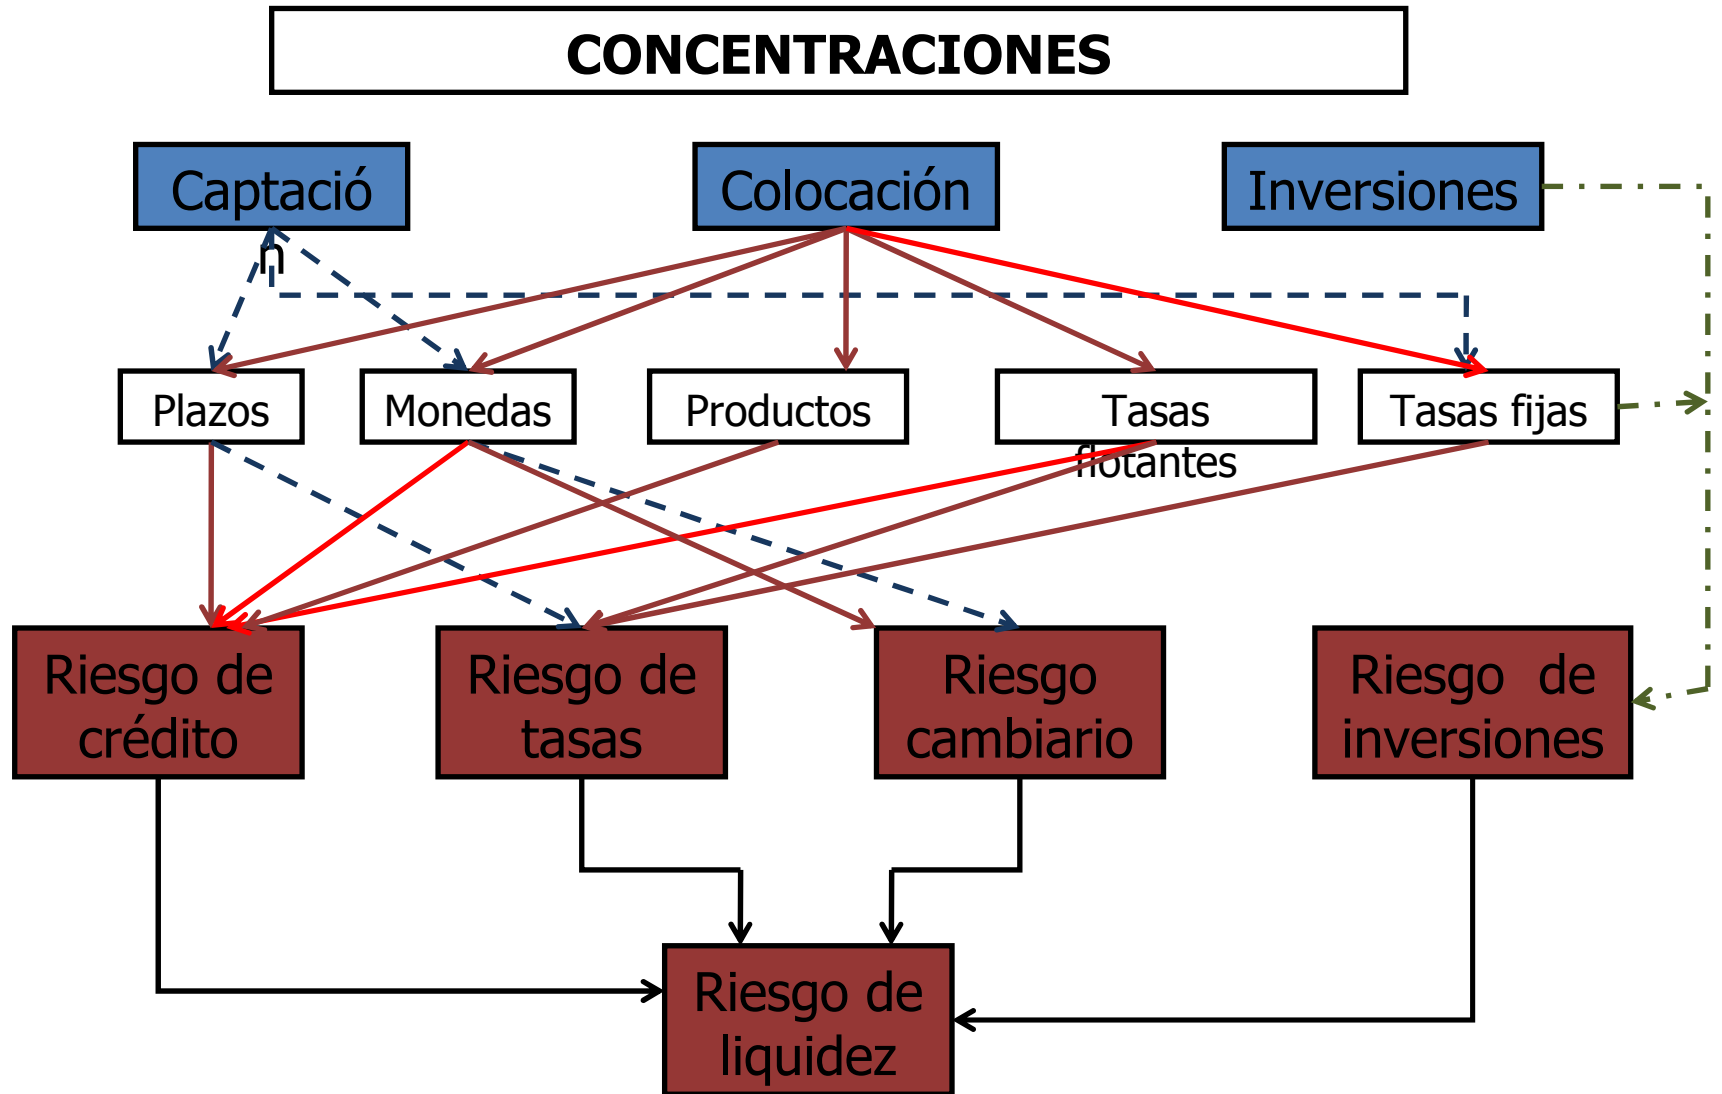 CONCENTRACIONES
Captació
n
Colocación
Inversiones
Plazos
Monedas
Productos
Tasas
flotantes
Tasas fijas
Riesgo de
crédito
Riesgo de
tasas
Riesgo
cambiario
Riesgo de
inversiones
Riesgo de
liquidez